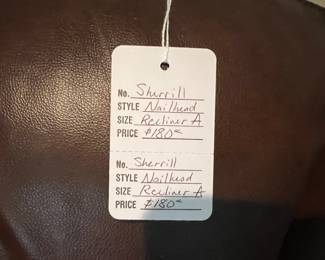 No. Sherrill
STYLE Nailhead
SIZE Recliner A
PRICE $180.00
No. Sherrill
STYLE Nailhead
SIZE Recliner A
PRICE $180.00